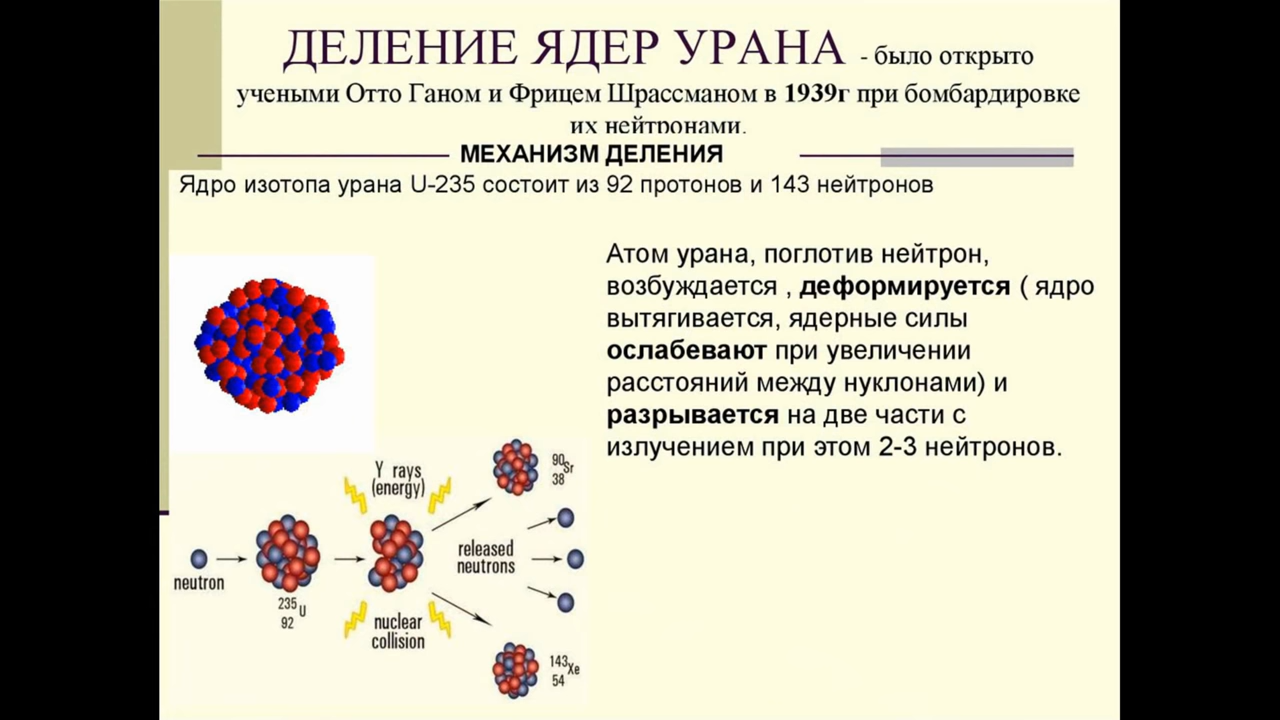 ДЕЛЕНИЕ ЯДЕР УРАНА - было открыто
учеными Отто Ганом и Фрицем Шрассманом в 1939г при бомбардировке
их нейтронами.
МЕХАНИЗМ ДЕЛЕНИЯ
Ядро изотопа урана U-235 состоит из 92 протонов и 143 нейтронов
Атом урана, поглотив нейтрон,
возбуждается , деформируется ( ядро
вытягивается, ядерные силы
ослабевают при увеличении
расстояний между нуклонами) и
разрывается на две части с
излучением при этом 2-3 нейтронов.
Y rays
(energy)
90
Sr
38
released
neutrons
neutron
235
U
92
nuclear
collision
143
Xe
54